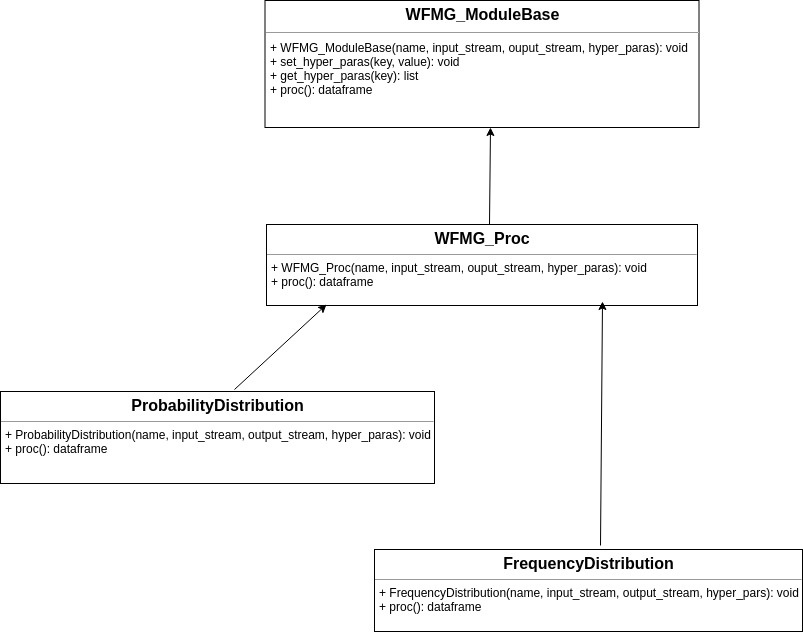 WFMG_ModuleBase
+ WFMG_ModuleBase(name, input_stream, ouput_stream, hyper_paras): void
+ set_hyper_paras(key, value): void
+ get_hyper_paras(key): list
+ proc(): dataframe
WFMG_Proc
+ WFMG_Proc(name, input_stream, ouput_stream, hyper_paras): void
+ proc(): dataframe
ProbabilityDistribution
+ ProbabilityDistribution(name, input_stream, output_stream, hyper_paras): void
+ proc(): dataframe
FrequencyDistribution
+ FrequencyDistribution(name, input_stream, output_stream, hyper_pars): void
+ proc(): dataframe